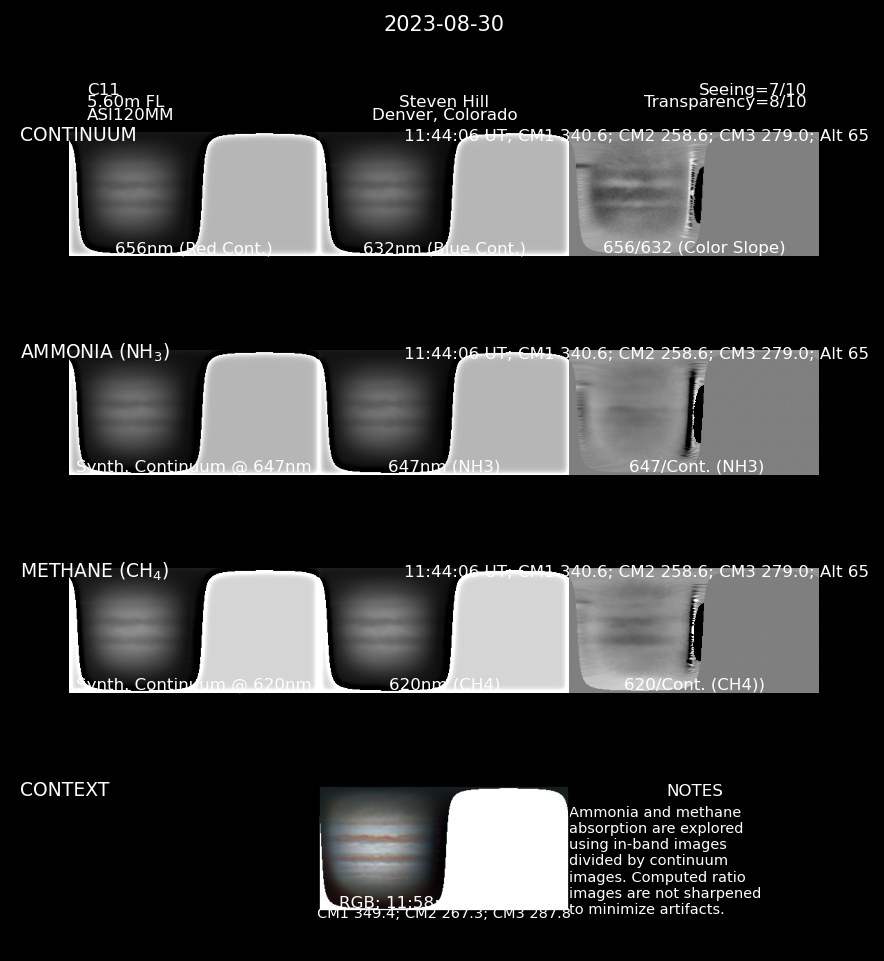 2023-08-30
C11
5.60m FL
ASI120MM
Steven Hill
Denver, Colorado
Seeing=7/10
Transparency=8/10
CONTINUUM
11:44:06 UT; CM1 340.6; CM2 258.6; CM3 279.0; Alt 65
656nm (Red Cont.)
632nm (Blue Cont.)
656/632 (Color Slope)
AMMONIA (NH₃)
11:44:06 UT; CM1 340.6; CM2 258.6; CM3 279.0; Alt 65
Synth. Continuum @ 647nm
647nm (NH3)
647/Cont. (NH3)
METHANE (CH₄)
11:44:06 UT; CM1 340.6; CM2 258.6; CM3 279.0; Alt 65
Synth. Continuum @ 620nm
620nm (CH4)
620/Cont. (CH4))
CONTEXT
RGB: 11:58:
CM1 349.4; CM2 267.3; CM3 287.8
NOTES
Ammonia and methane
absorption are explored
using in-band images
divided by continuum
images. Computed ratio
images are not sharpened
to minimize artifacts.